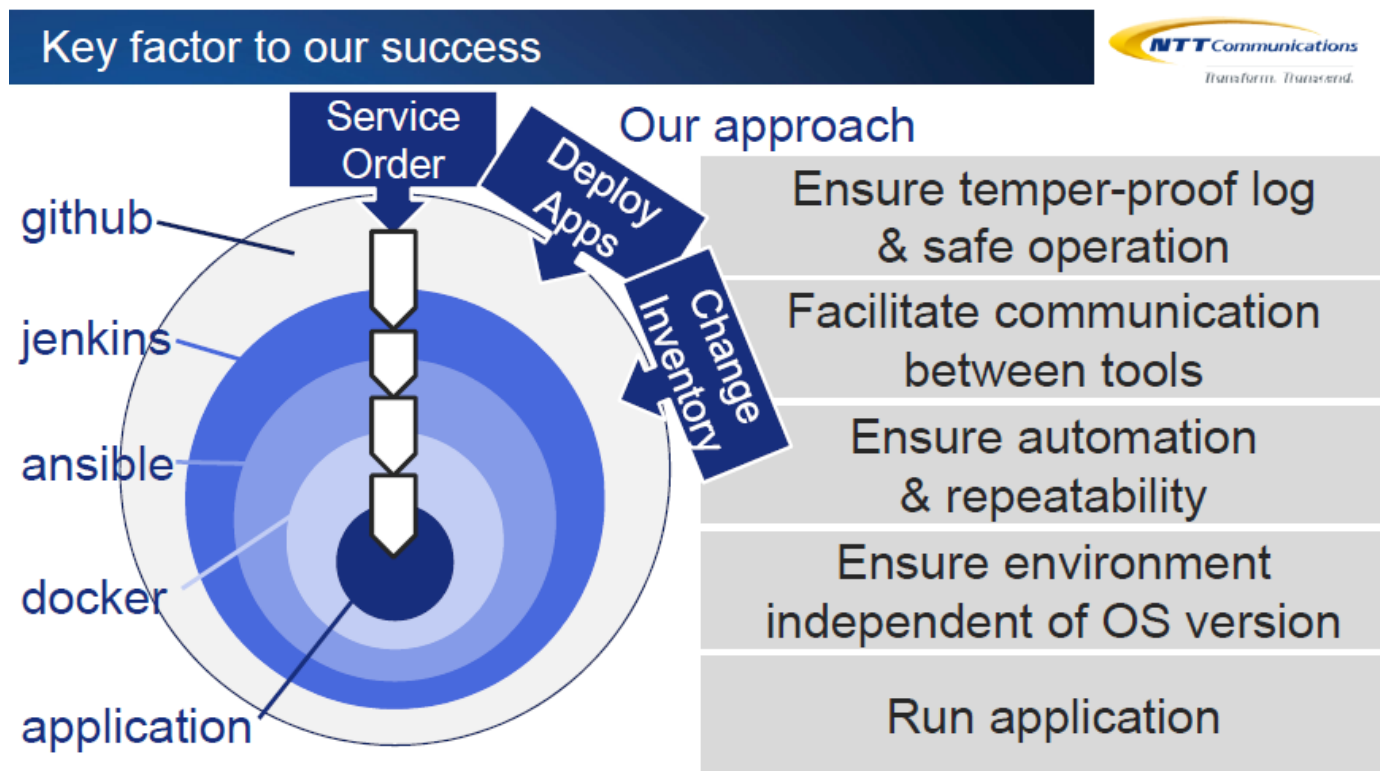 Key factor to our success
NTT Communications
Transform. Transcend.
Service
Order
Deploy
Apps
Change
Inventory
Our approach
github
jenkins
ansible
docker
application
Ensure temper-proof log
& safe operation
Facilitate communication
between tools
Ensure automation
& repeatability
Ensure environment
independent of OS version
Run application